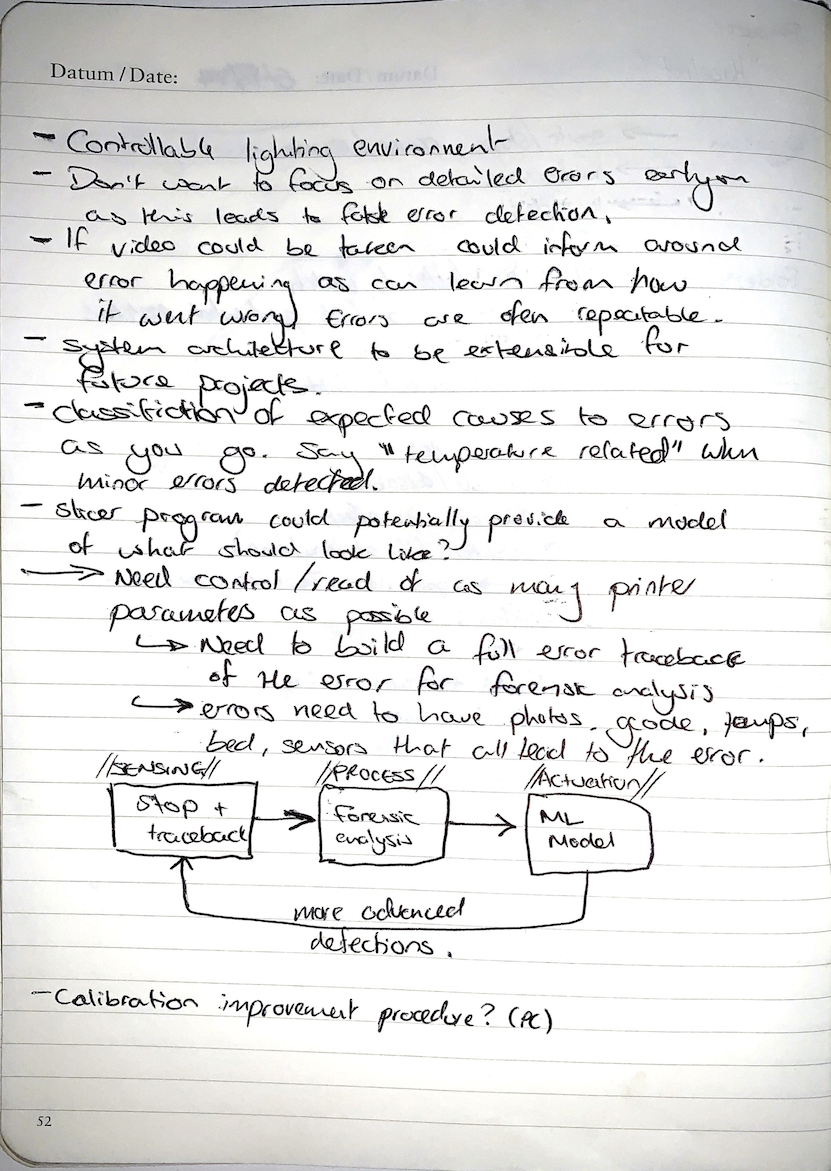 Datum / Date:
- Controllable lighting environment
- Don't want to focus on detailed errors early on
as this leads to false error detection.
- If video could be taken could inform around
error happening as can learn from how
it went wrong. Errors are often repeatable.
- system architecture to be extensible for
future projects.
- classifiction of expected causes to errors
as you go. Say "temperature related" when
minor errors detected.
- slicer program could potentially provide a model
of what should look like?
→ Need control/read of as many printer
parameters as possible
↳ Need to build a full error traceback
of the error for forensic analysis
↳ errors need to have photos, gcode, temps,
bed, sensors that all lead to the error.
//SENSING// //PROCESS// //Actuation//
Stop + Forensic ML
traceback analysis Model
more advanced
detections.
- Calibration improvement procedure? (PC)
52